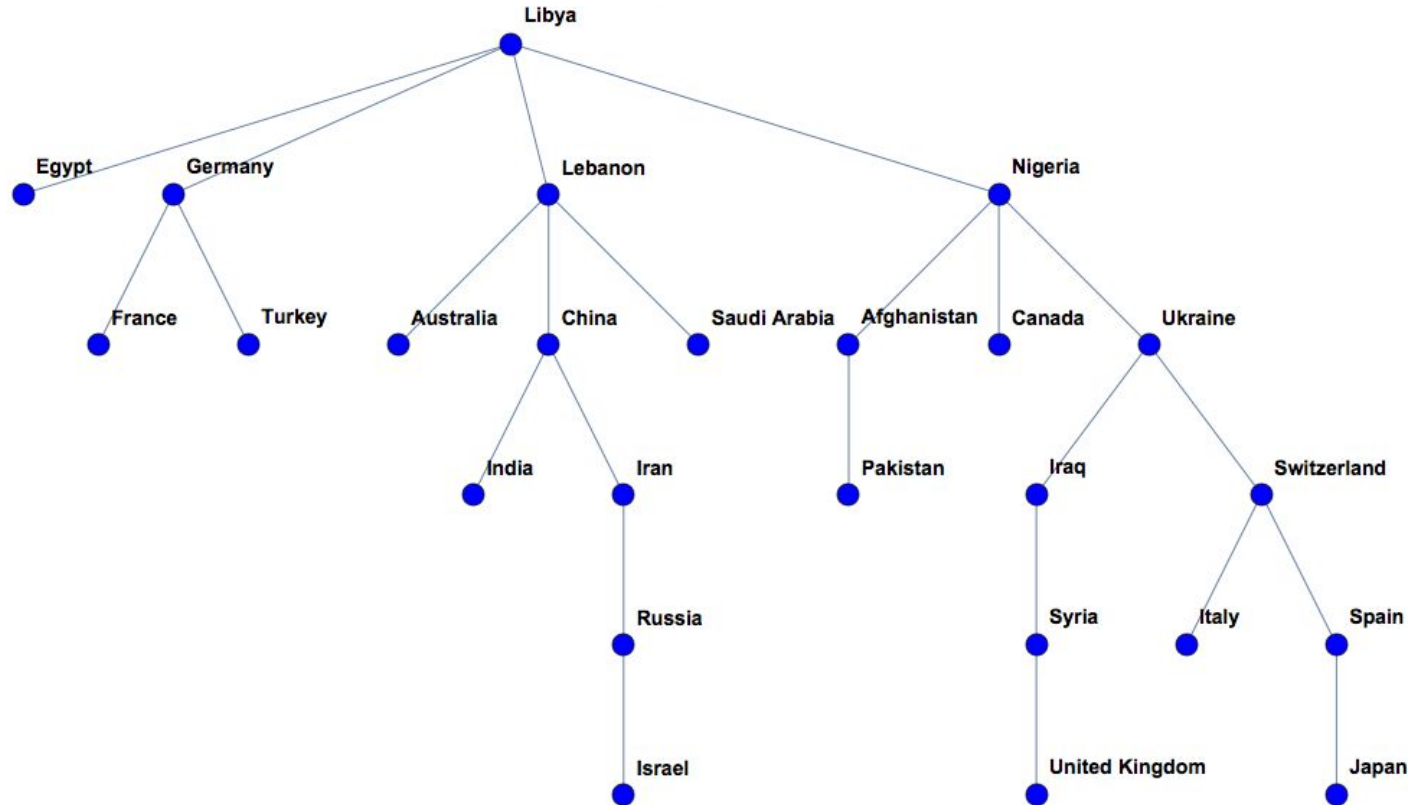 Libya
Egypt
Germany
Lebanon
Nigeria
France
Turkey
Australia
China
Saudi Arabia
Afghanistan
Canada
Ukraine
India
Iran
Pakistan
Iraq
Switzerland
Russia
Syria
Italy
Spain
Israel
United Kingdom
Japan